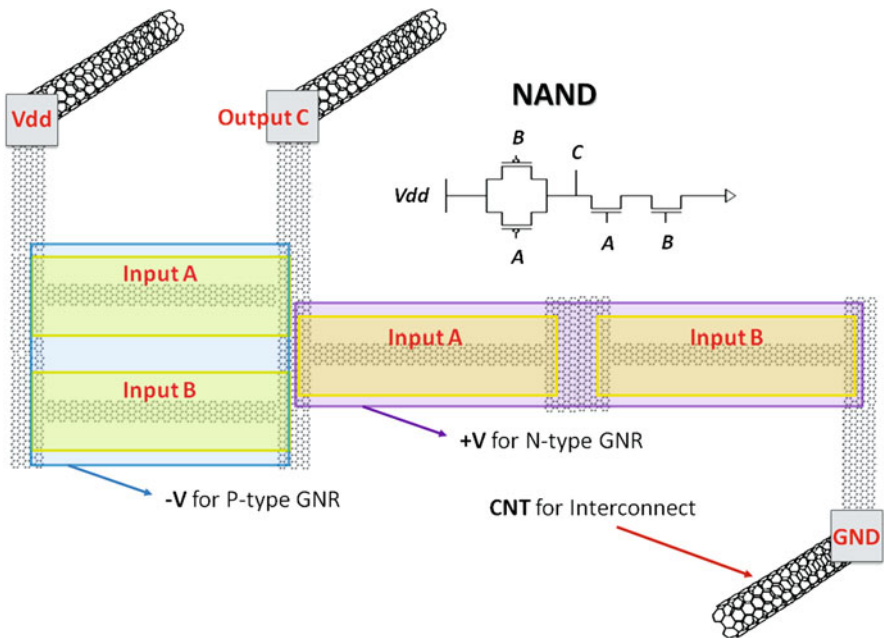 Vdd
Output C
NAND
B
C
Vdd
A
A
B
Input A
Input A
Input B
Input B
+V for N-type GNR
-V for P-type GNR
CNT for Interconnect
GND